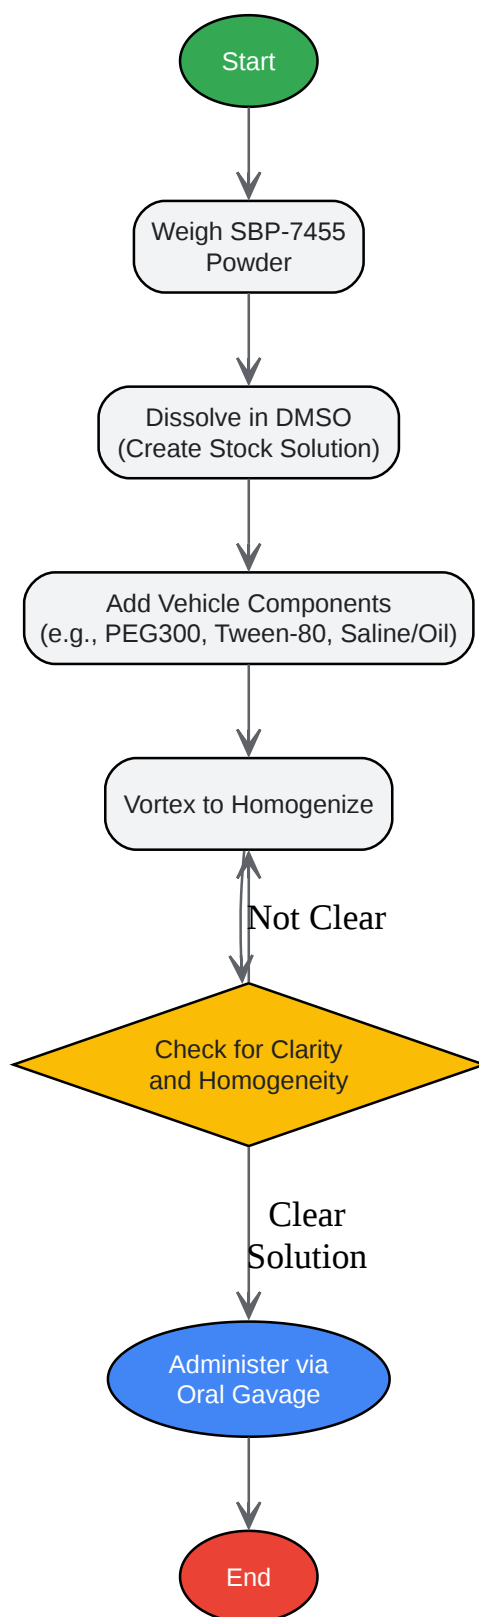 Start
Weigh SBP-7455
Powder
Dissolve in DMSO
(Create Stock Solution)
Add Vehicle Components
(e.g., PEG300, Tween-80, Saline/Oil)
Vortex to Homogenize
Not Clear
Check for Clarity
and Homogeneity
Clear
Solution
Administer via
Oral Gavage
End